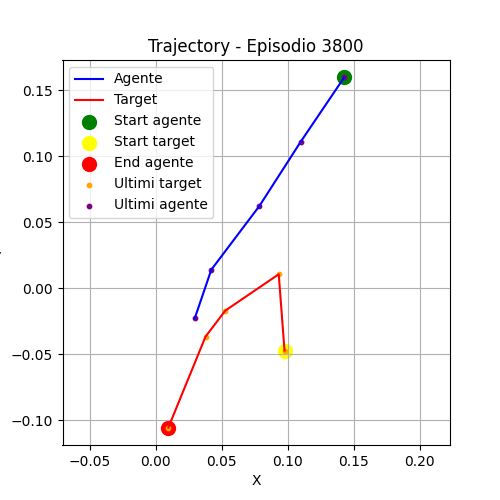 Trajectory - Episodio 3800
Agente
Target
Start agente
Start target
End agente
Ultimi target
Ultimi agente
0.15
0.10
0.05
0.00
−0.05
−0.10
−0.05
0.00
0.05
0.10
0.15
0.20
X